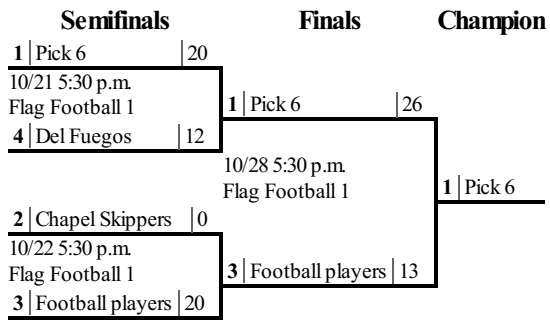 Semifinals Finals Champion
1 Pick 6 20
10/21 5:30 p.m.
Flag Football 1
4 Del Fuegos 12
1 Pick 6 26
10/28 5:30 p.m.
Flag Football 1
1 Pick 6
2 Chapel Skippers 0
10/22 5:30 p.m.
Flag Football 1
3 Football players 20
3 Football players 13